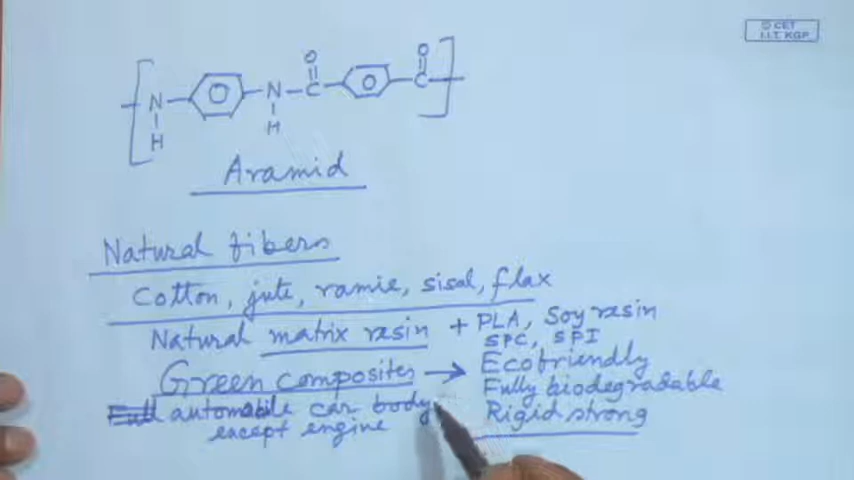 © CET
I.I.T. KGP
O O
N N C C
H H
Aramid
Natural fibers
Cotton, jute, ramie, sisal, flax
Natural matrix resin + PLA, Soy resin
SPC, SPI
Green composites → Ecofriendly
Fully biodegradable
Full automobile car body
Rigid strong
except engine